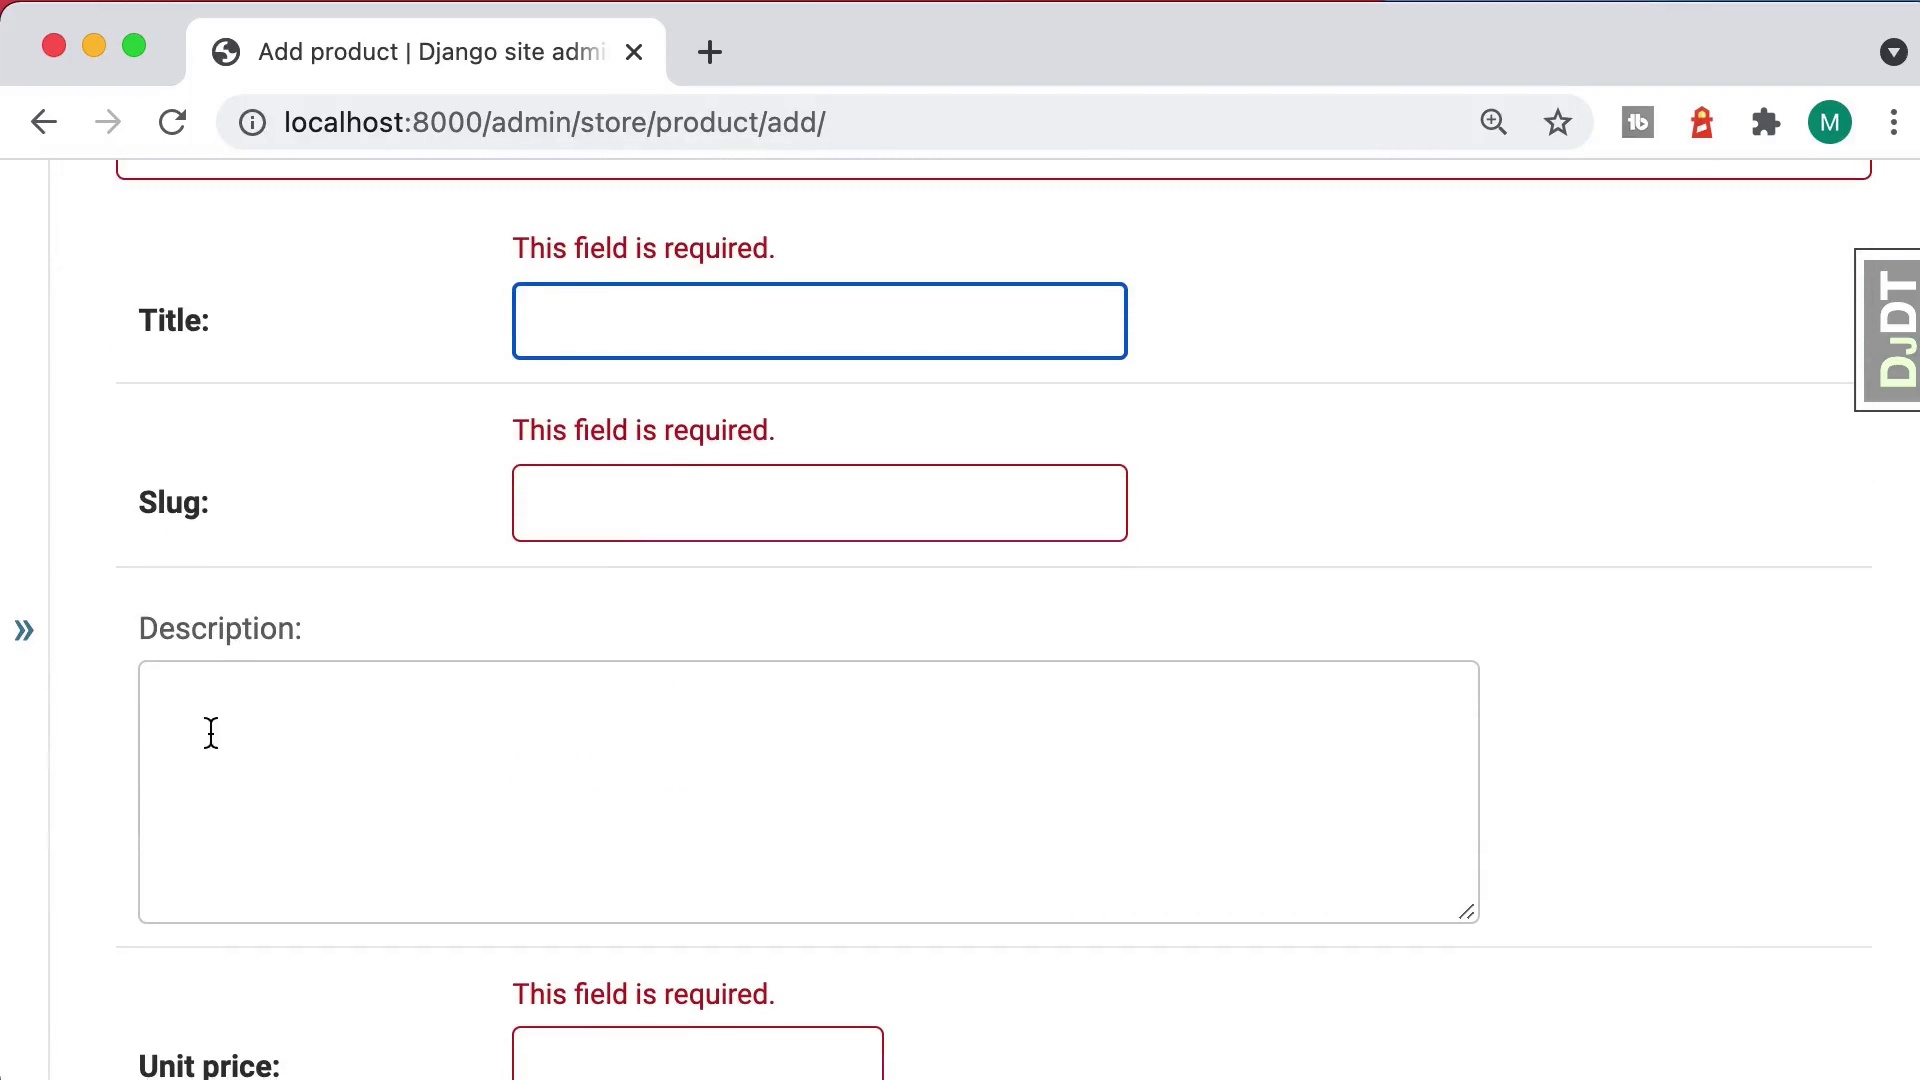 Add product | Django site admi
localhost:8000/admin/store/product/add/
M
This field is required.
Title:
DJDT
This field is required.
Slug:
Description:
This field is required.
Unit price: